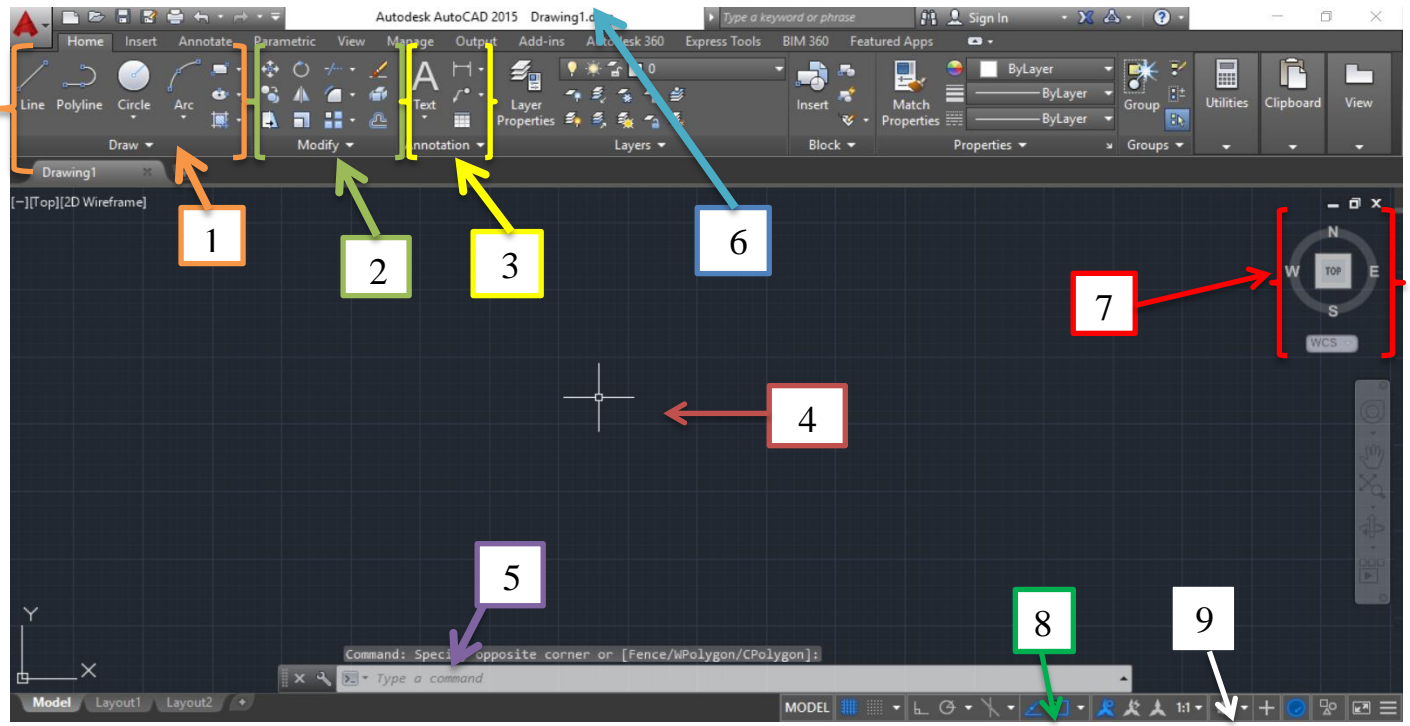 Autodesk AutoCAD 2015 Drawing1.d
Type a keyword or phrase
Sign In
Home Insert Annotate Parametric View Manage Output Add-ins Autodesk 360 Express Tools BIM 360 Featured Apps
0
ByLayer
ByLayer
ByLayer
Line Polyline Circle Arc
Text
Layer Properties
Insert
Match Properties
Group
Utilities
Clipboard
View
Draw Modify Annotation Layers Block Properties Groups
Drawing1
[−][Top][2D Wireframe]
1
2
3
6
7
N
W TOP E
S
WCS
4
5
8
9
Y
X
Command: Specify opposite corner or [Fence/WPolygon/CPolygon]:
Type a command
Model Layout1 Layout2 +
MODEL
1:1